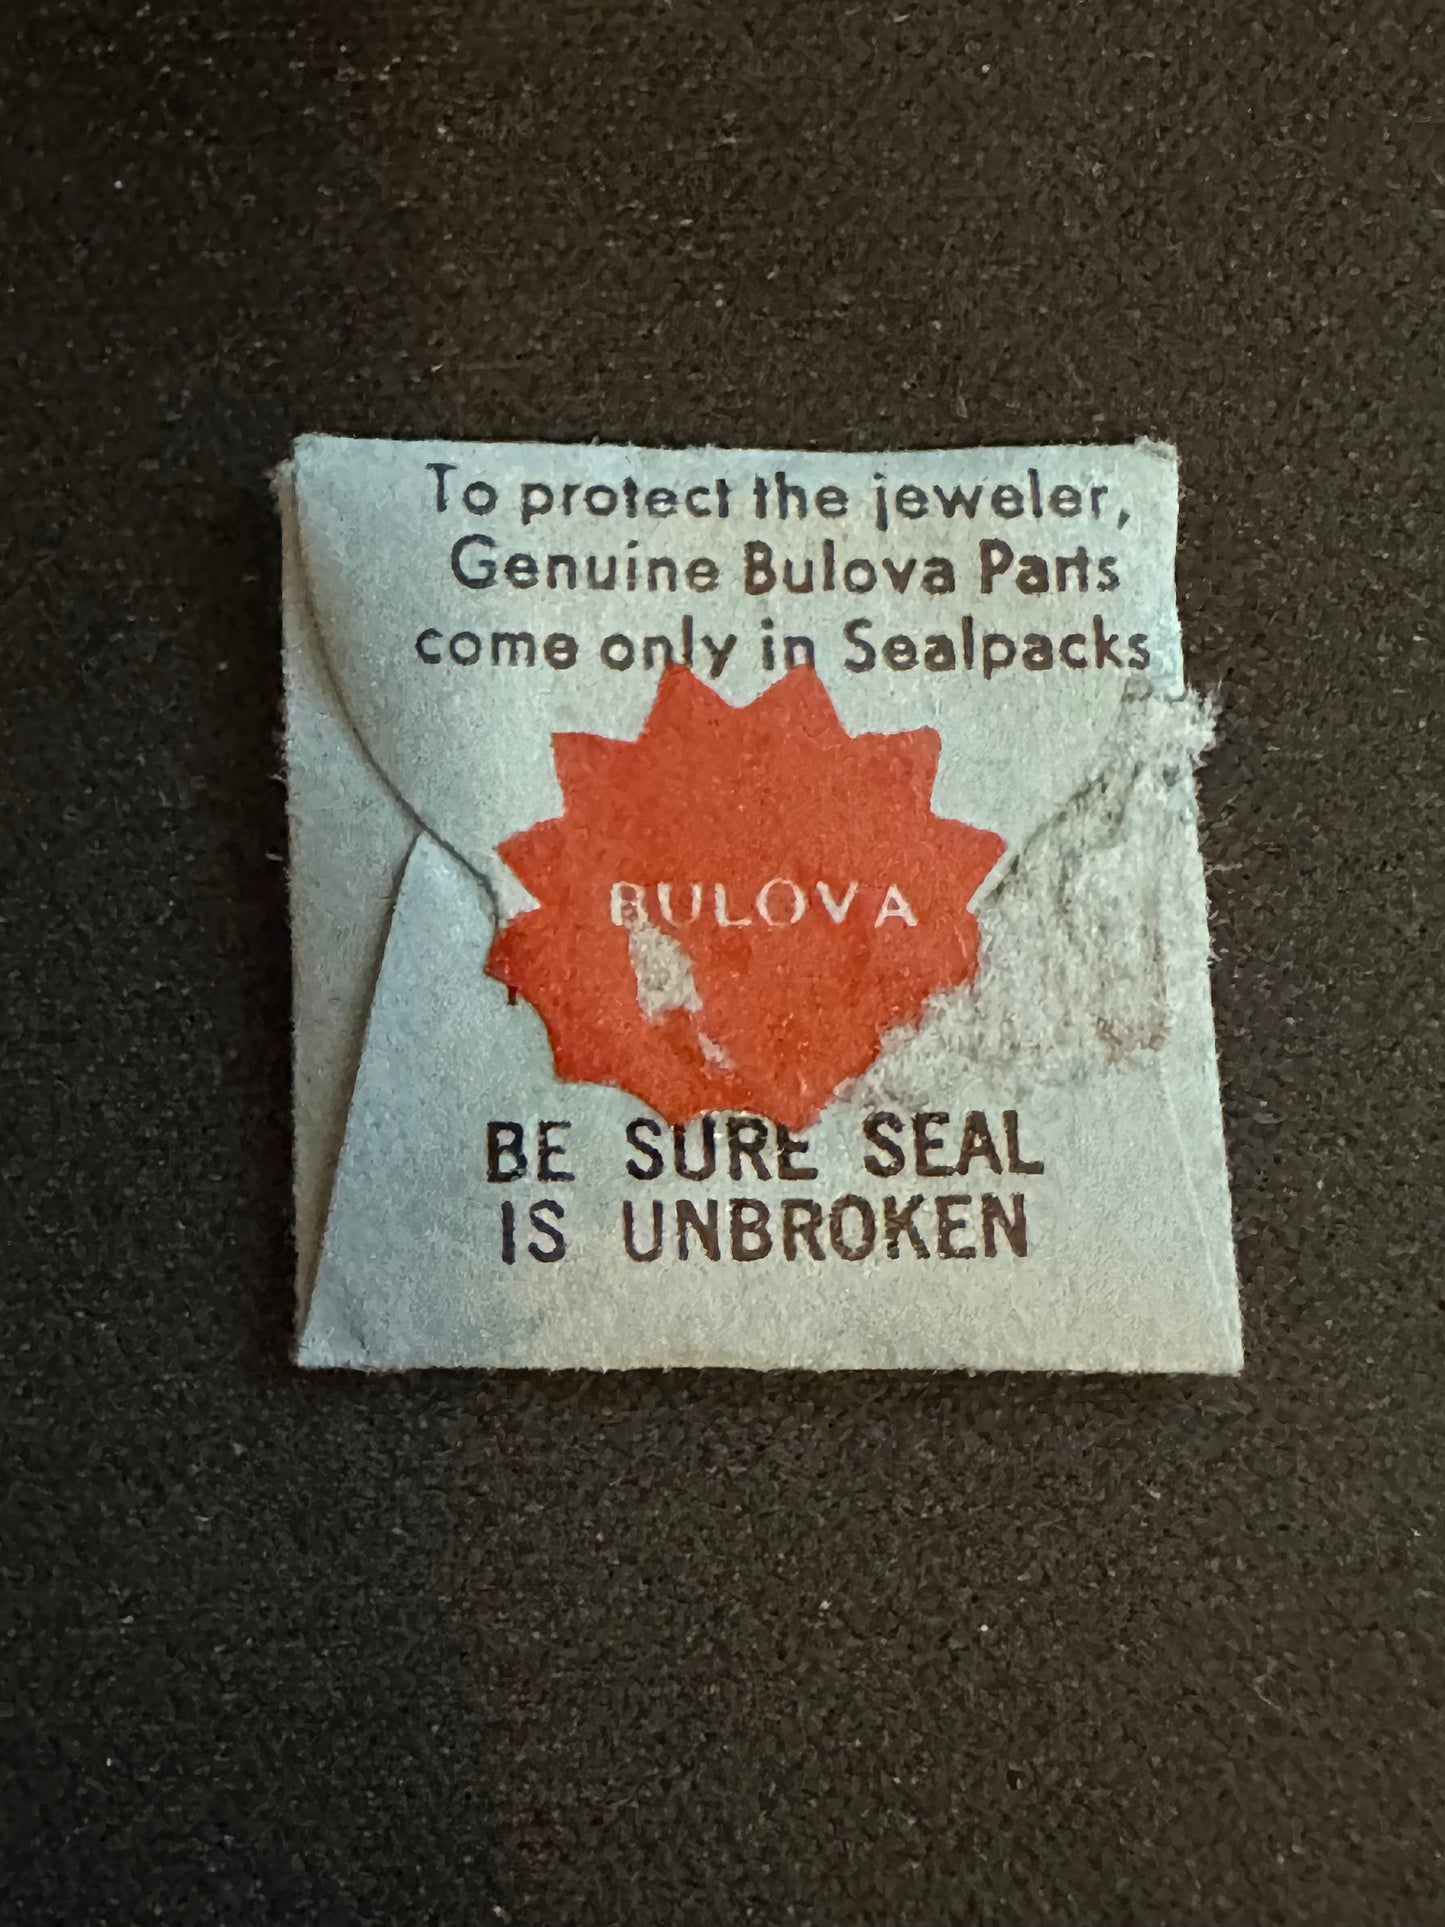 To protect the jeweler,
Genuine Bulova Parts
come only in Sealpacks
BULOVA
BE SURE SEAL
IS UNBROKEN